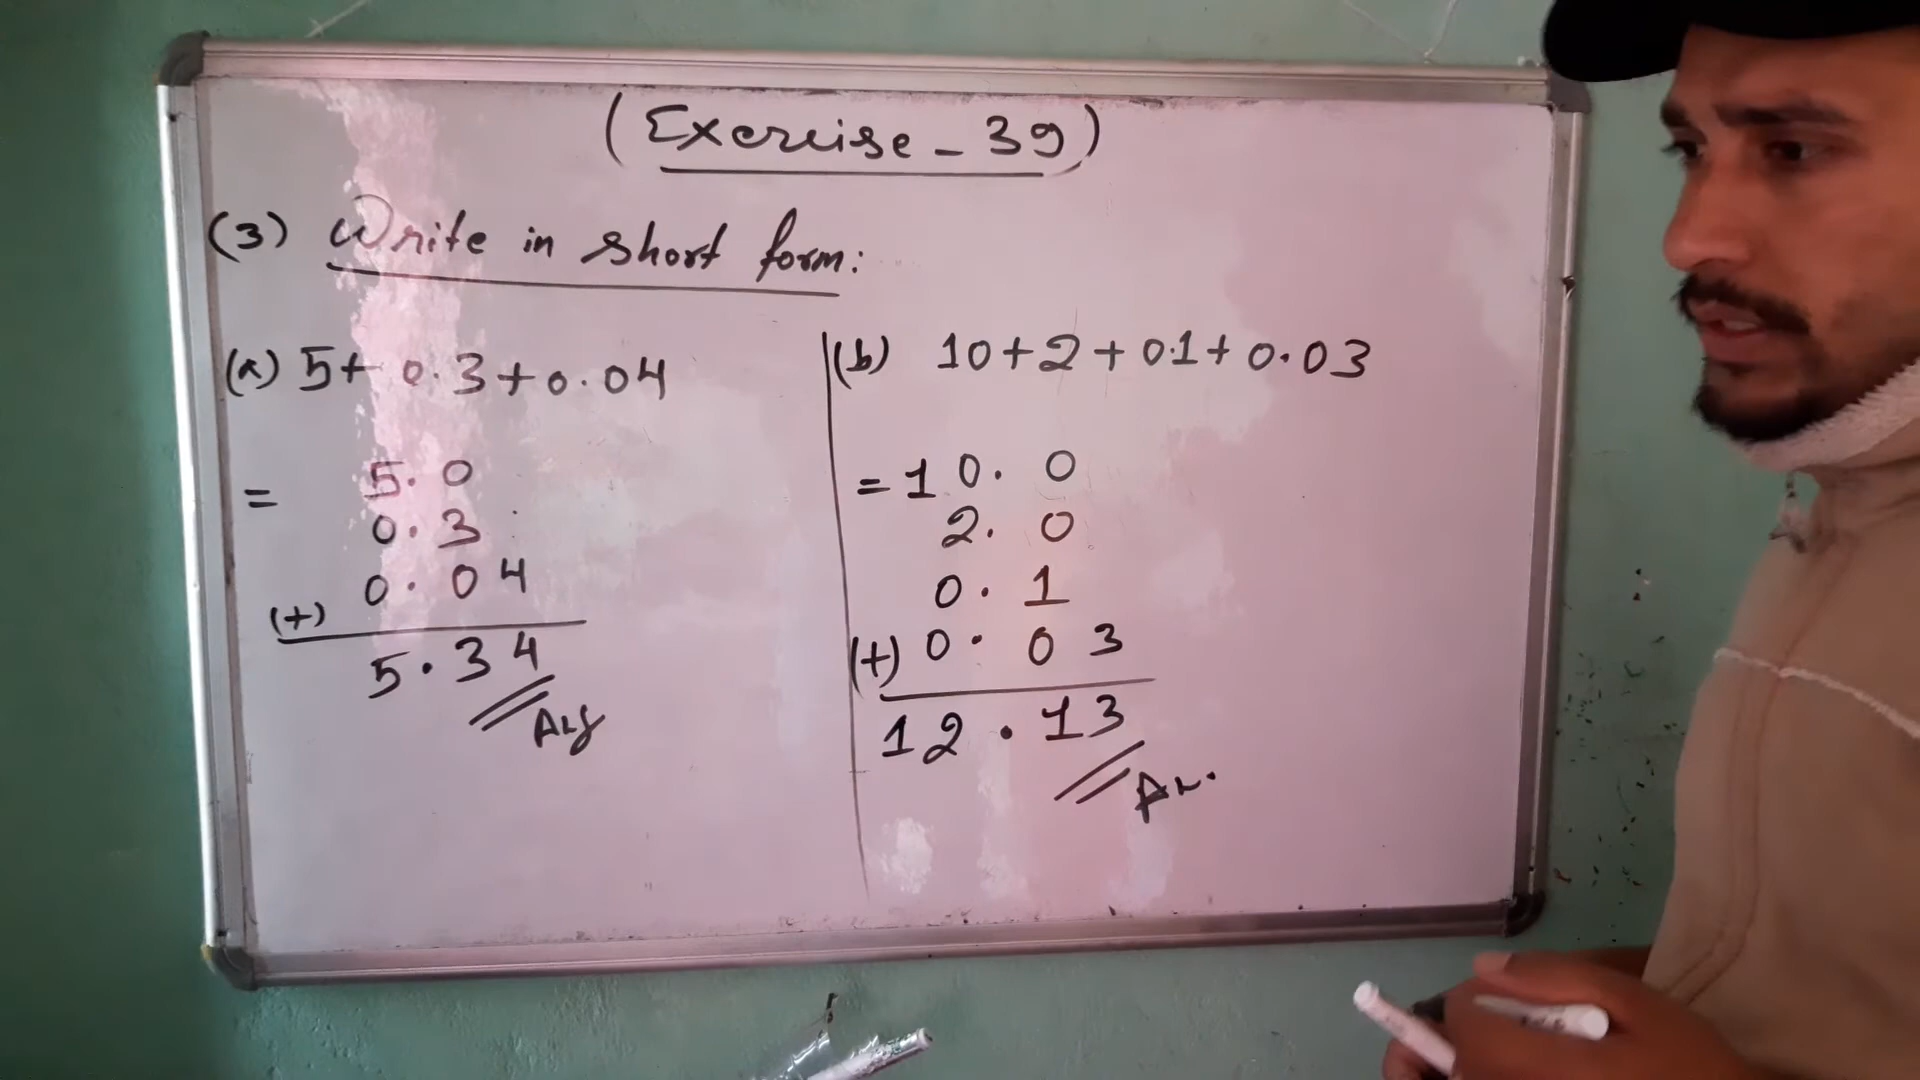 (Exercise - 39)
(3) Write in short form:
(a) 5+ 0.3+0.04
= 5.0
0.3
0.04
(+)
5.34
(b) 10+2+0.1+0.03
=10.0
2.0
0.1
(+) 0.03
12.13